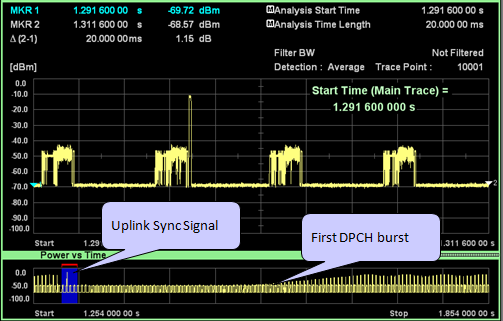 MKR 1 1.291 600 00 s -69.72 dBm Analysis Start Time 1.291 600 00 s
MKR 2 1.311 600 00 s -68.57 dBm Analysis Time Length 20.000 00 ms
Δ (2-1) 20.000 00 ms 1.15 dB
Filter BW Not Filtered
[dBm] Detection : Average Trace Point : 10001
0.0
Start Time (Main Trace) =
-10.0
1.291 600 000 s
-20.0
-30.0
-40.0
-50.0
-60.0
-70.0
2
-80.0
-90.0
-100.0
Start 1.29 1.311 600 00 s
Uplink Sync Signal
First DPCH burst
Power vs Time
0.0
-50.0
-100.0
Start 1.254 000 00 s Stop 1.854 000 00 s